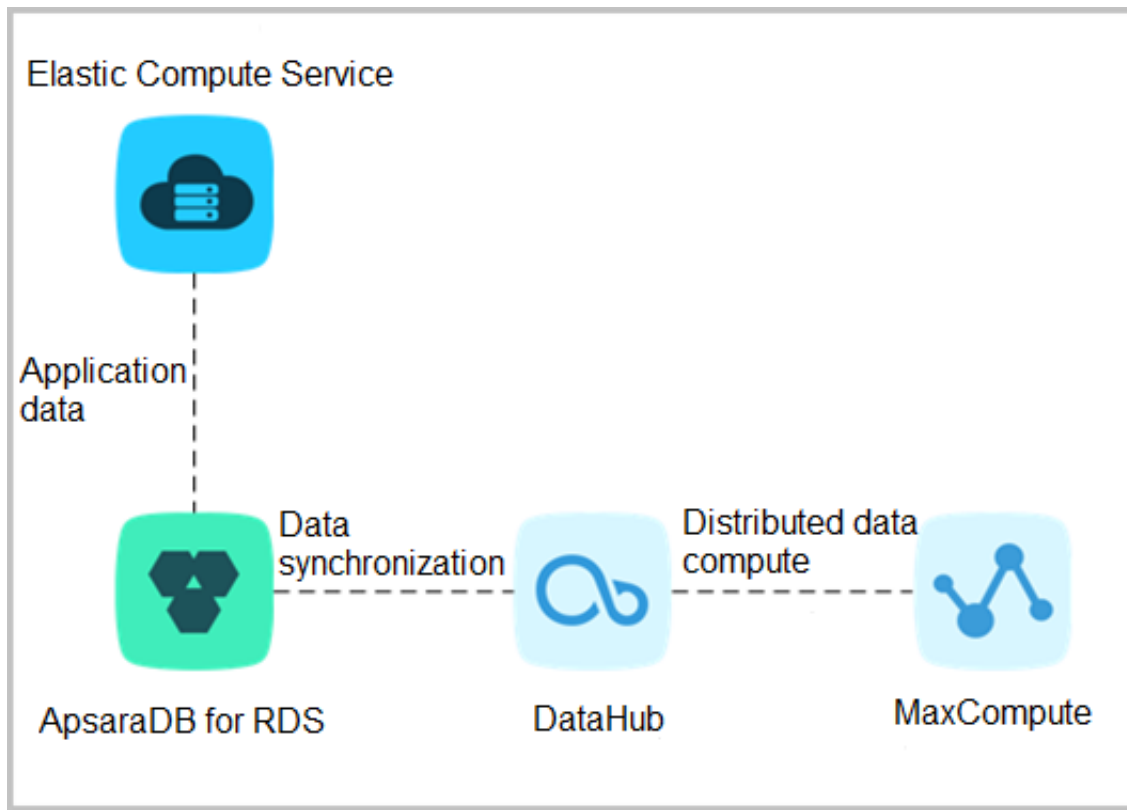 Elastic Compute Service
Application
data
Data
synchronization
Distributed data
compute
ApsaraDB for RDS
DataHub
MaxCompute